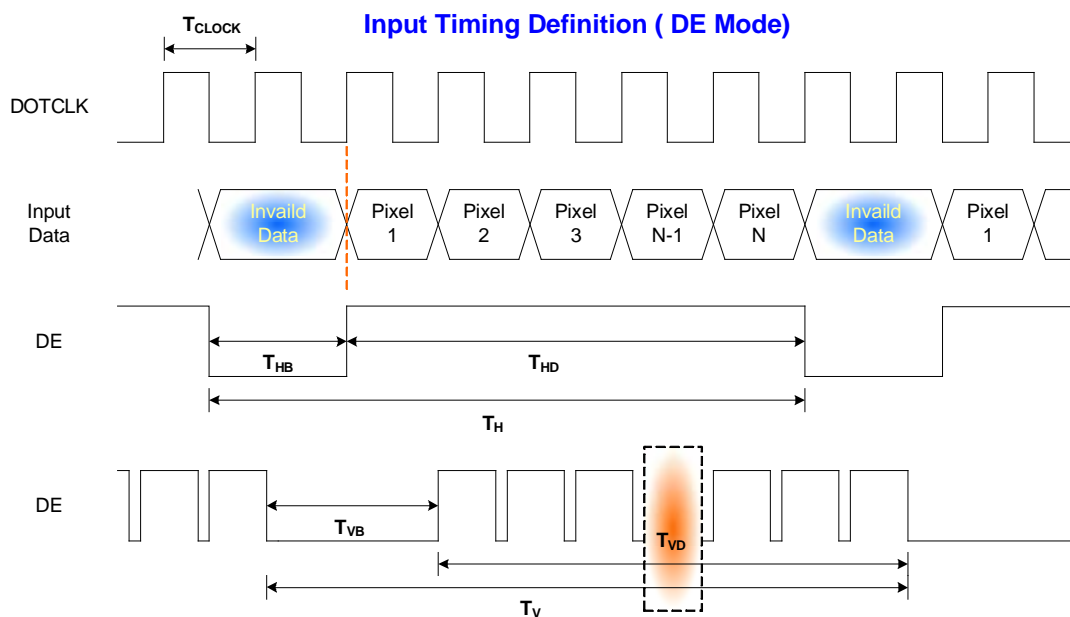 Input Timing Definition ( DE Mode)
TCLOCK
DOTCLK
Input
Data
Invaild
Data
Pixel
1
Pixel
2
Pixel
3
Pixel
N-1
Pixel
N
Invaild
Data
Pixel
1
DE
THB
THD
TH
DE
TVB
TVD
TV